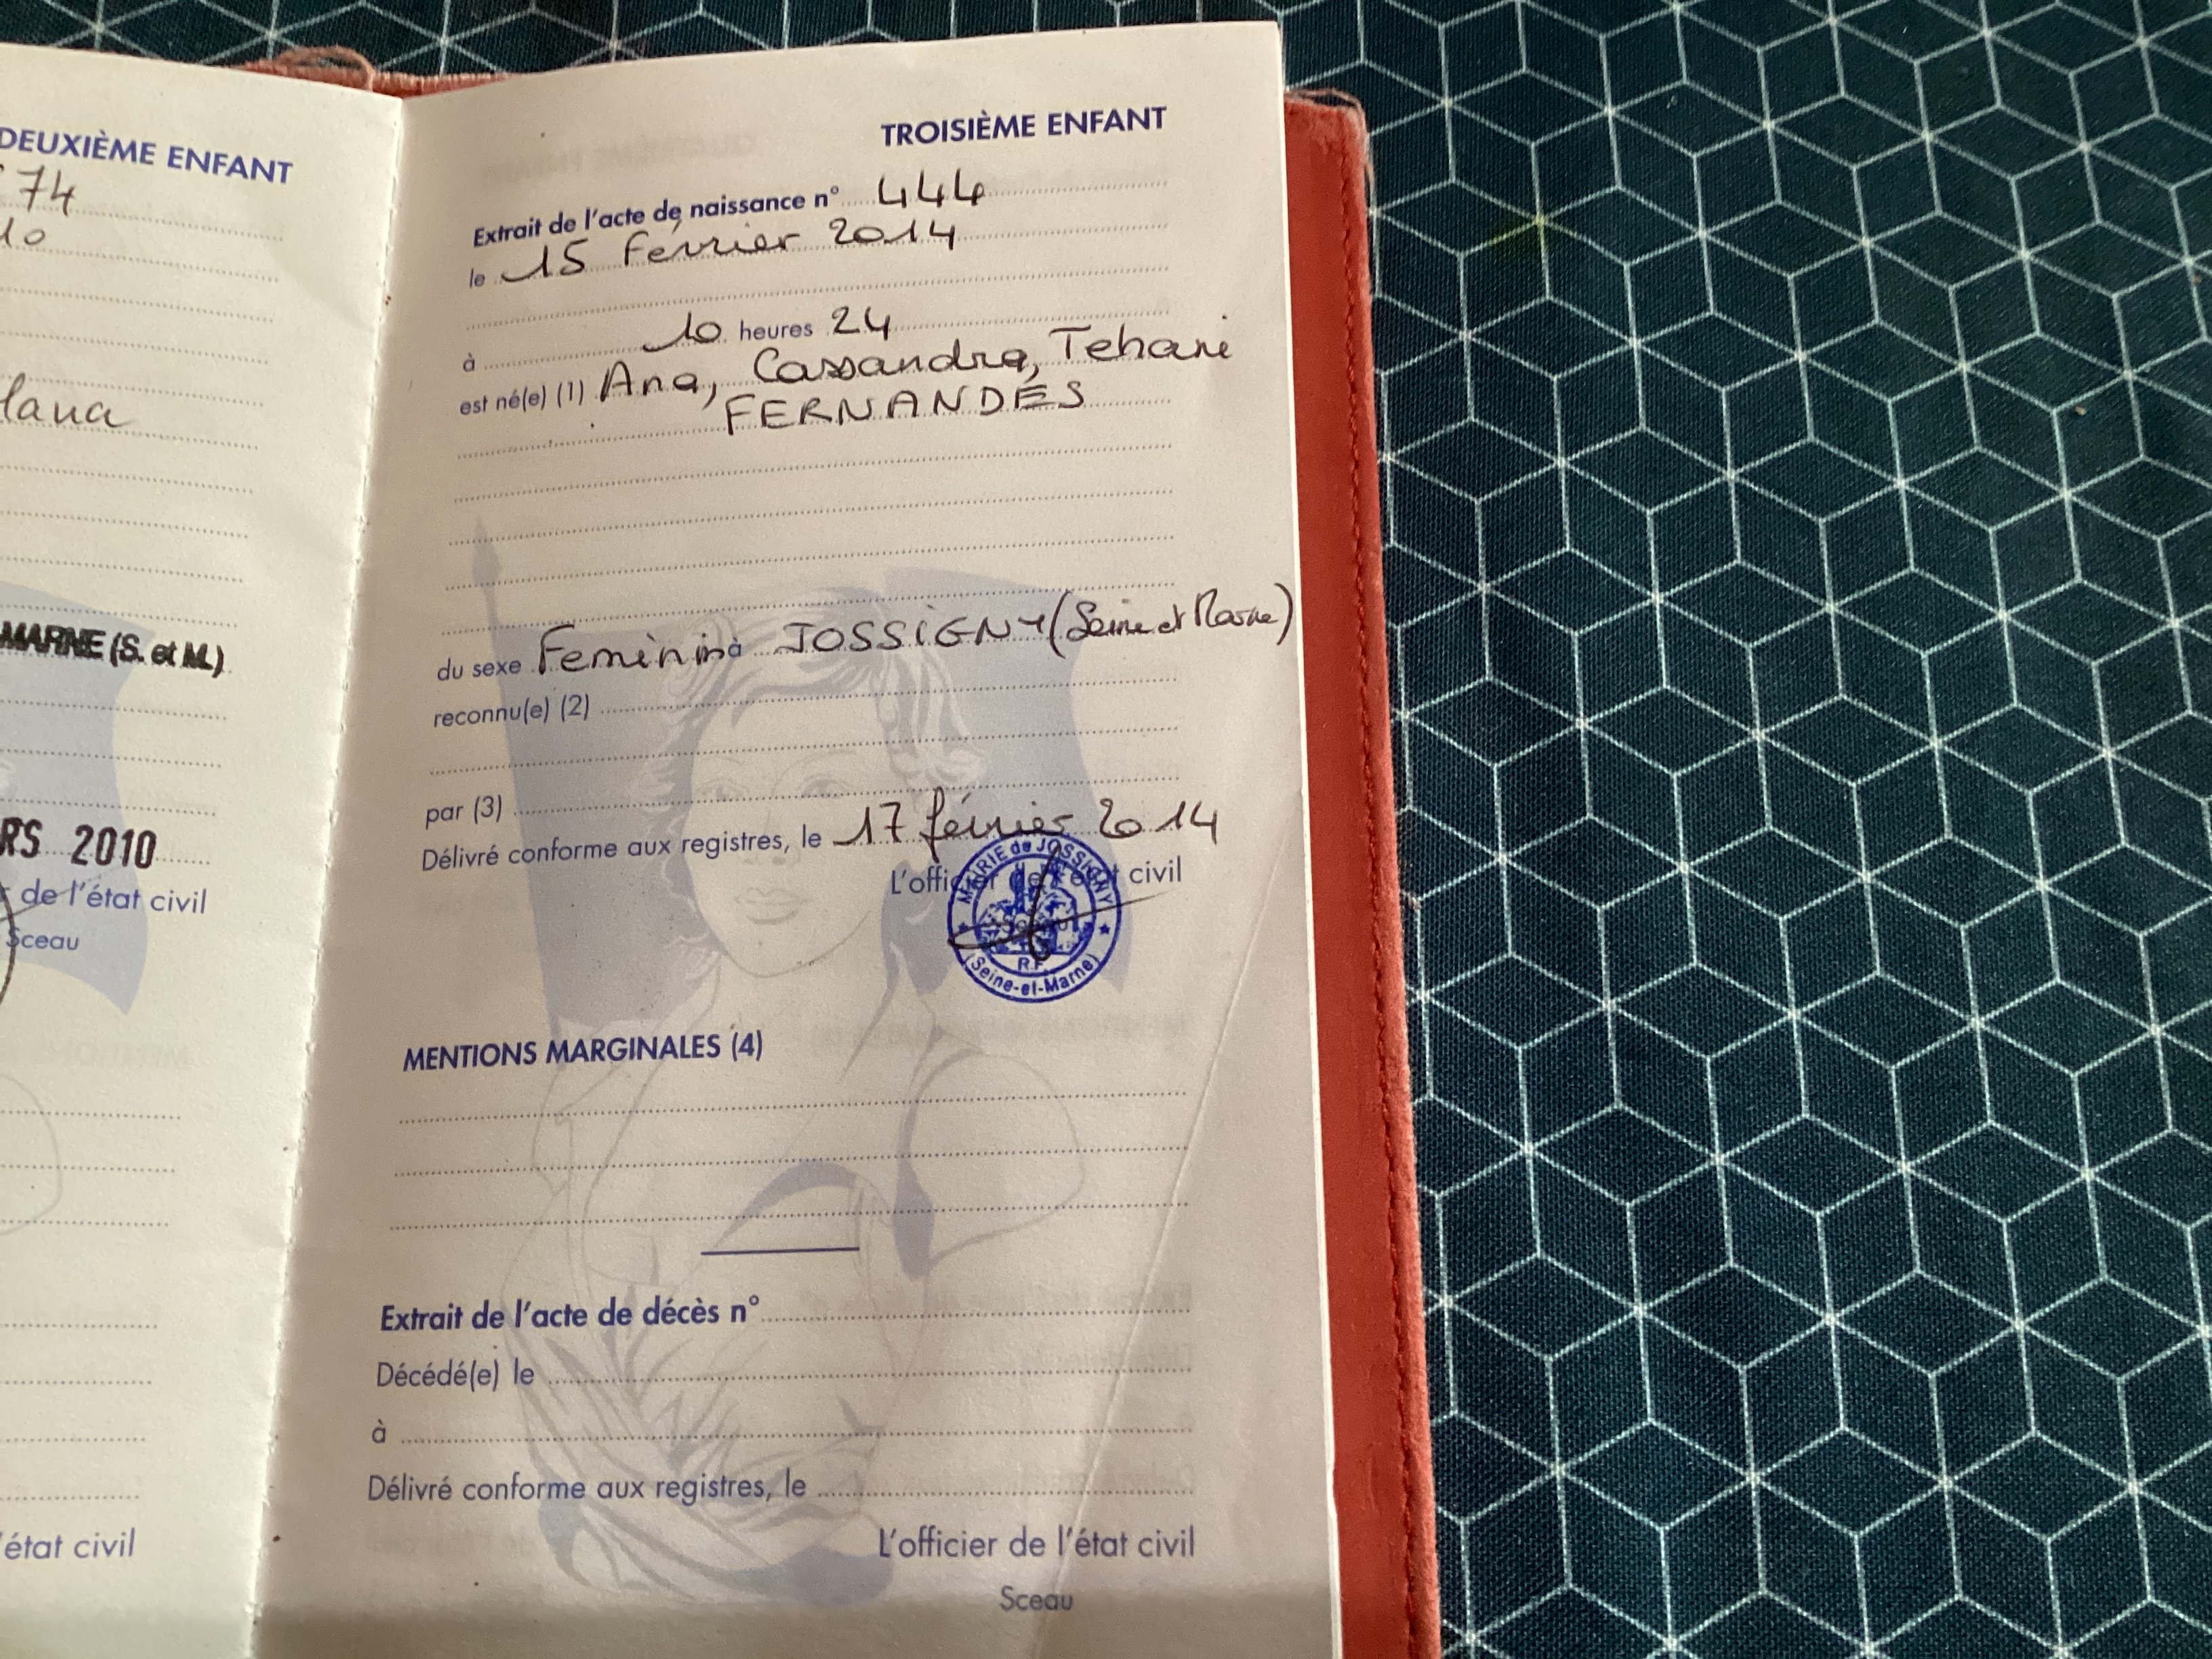 DEUXIÈME ENFANT
74
10
MARNE (S. et M.)
RS 2010
de l'état civil
Sceau
état civil
TROISIÈME ENFANT
Extrait de l'acte de naissance n° 444
le 15 Février 2014
à 10 heures 24
est né(e) (1) Ana, Cassandra, Tehani
FERNANDÈS
du sexe Feminin à JOSSIGNY (Seine et Marne)
reconnu(e) (2)
par (3)
Délivré conforme aux registres, le 17 février 2014
L'officier de l'état civil
MAIRIE de JOSSIGNY
R.F.
(Seine-et-Marne)
MENTIONS MARGINALES (4)
Extrait de l'acte de décès n°
Décédé(e) le
à
Délivré conforme aux registres, le
L'officier de l'état civil
Sceau